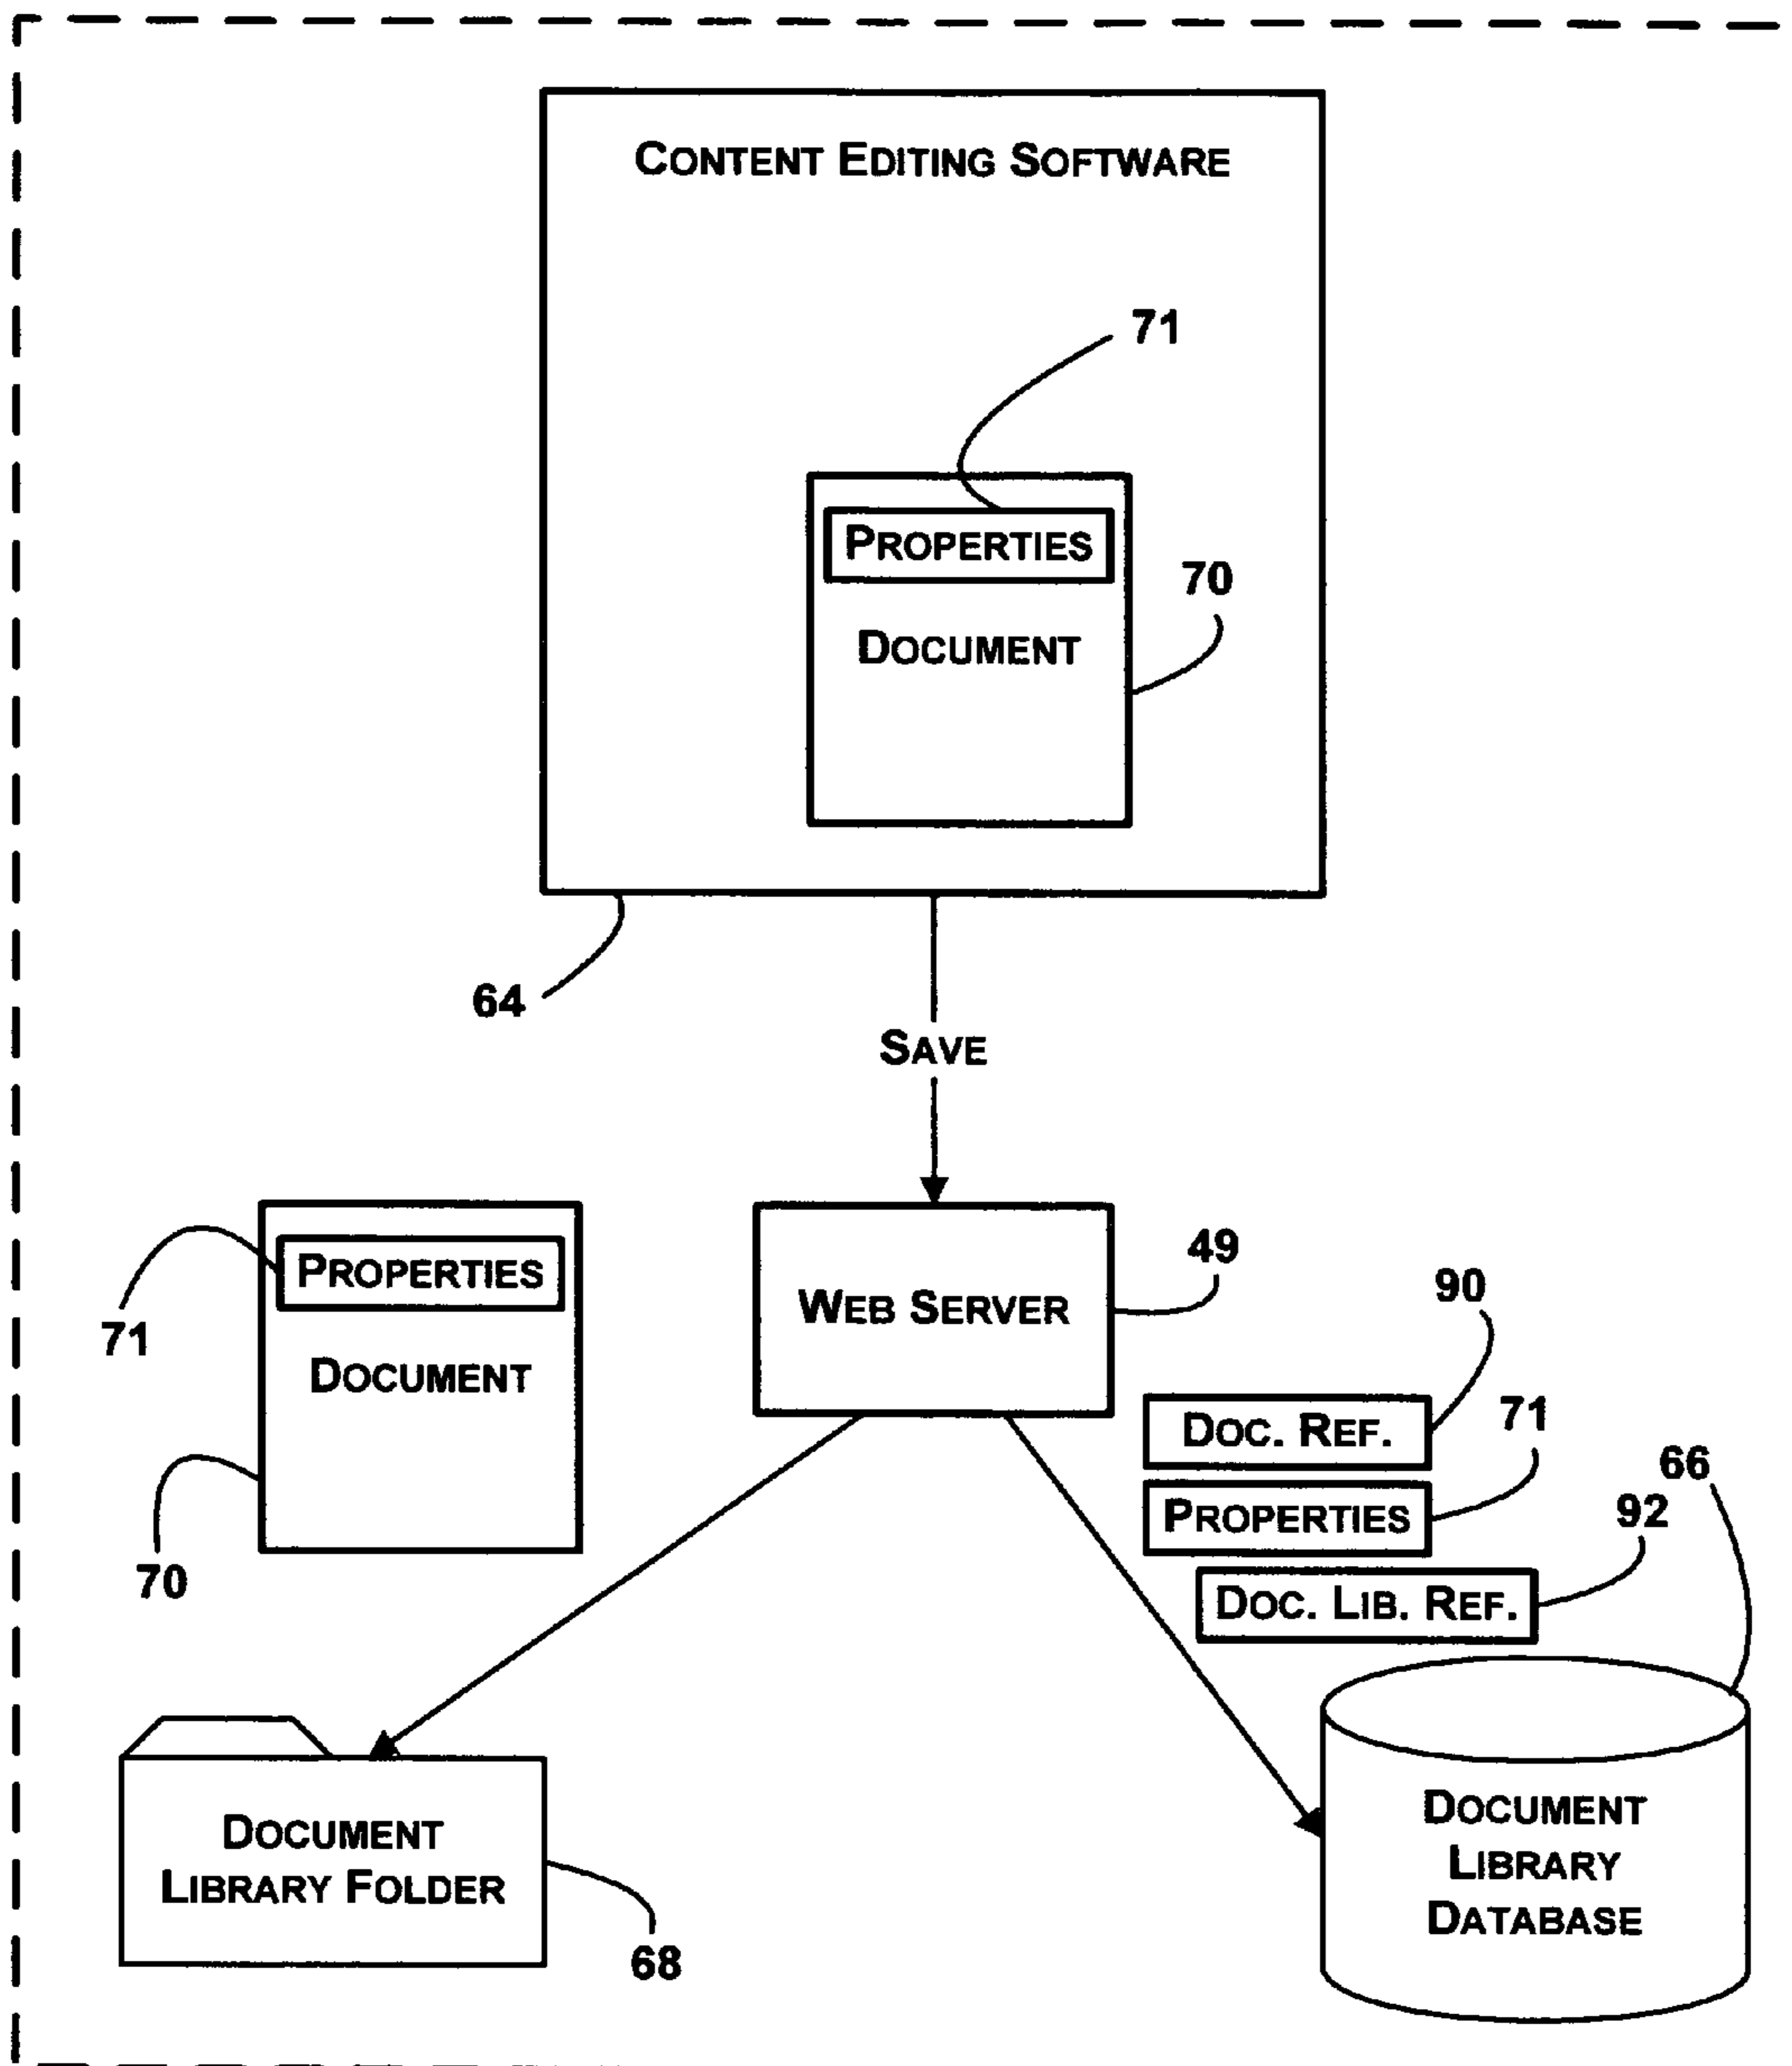 CONTENT EDITING SOFTWARE
71
PROPERTIES
70
DOCUMENT
64
SAVE
PROPERTIES
71
DOCUMENT
70
WEB SERVER
49
90
DOC. REF.
71
PROPERTIES
66
92
DOC. LIB. REF.
DOCUMENT
LIBRARY FOLDER
68
DOCUMENT
LIBRARY
DATABASE